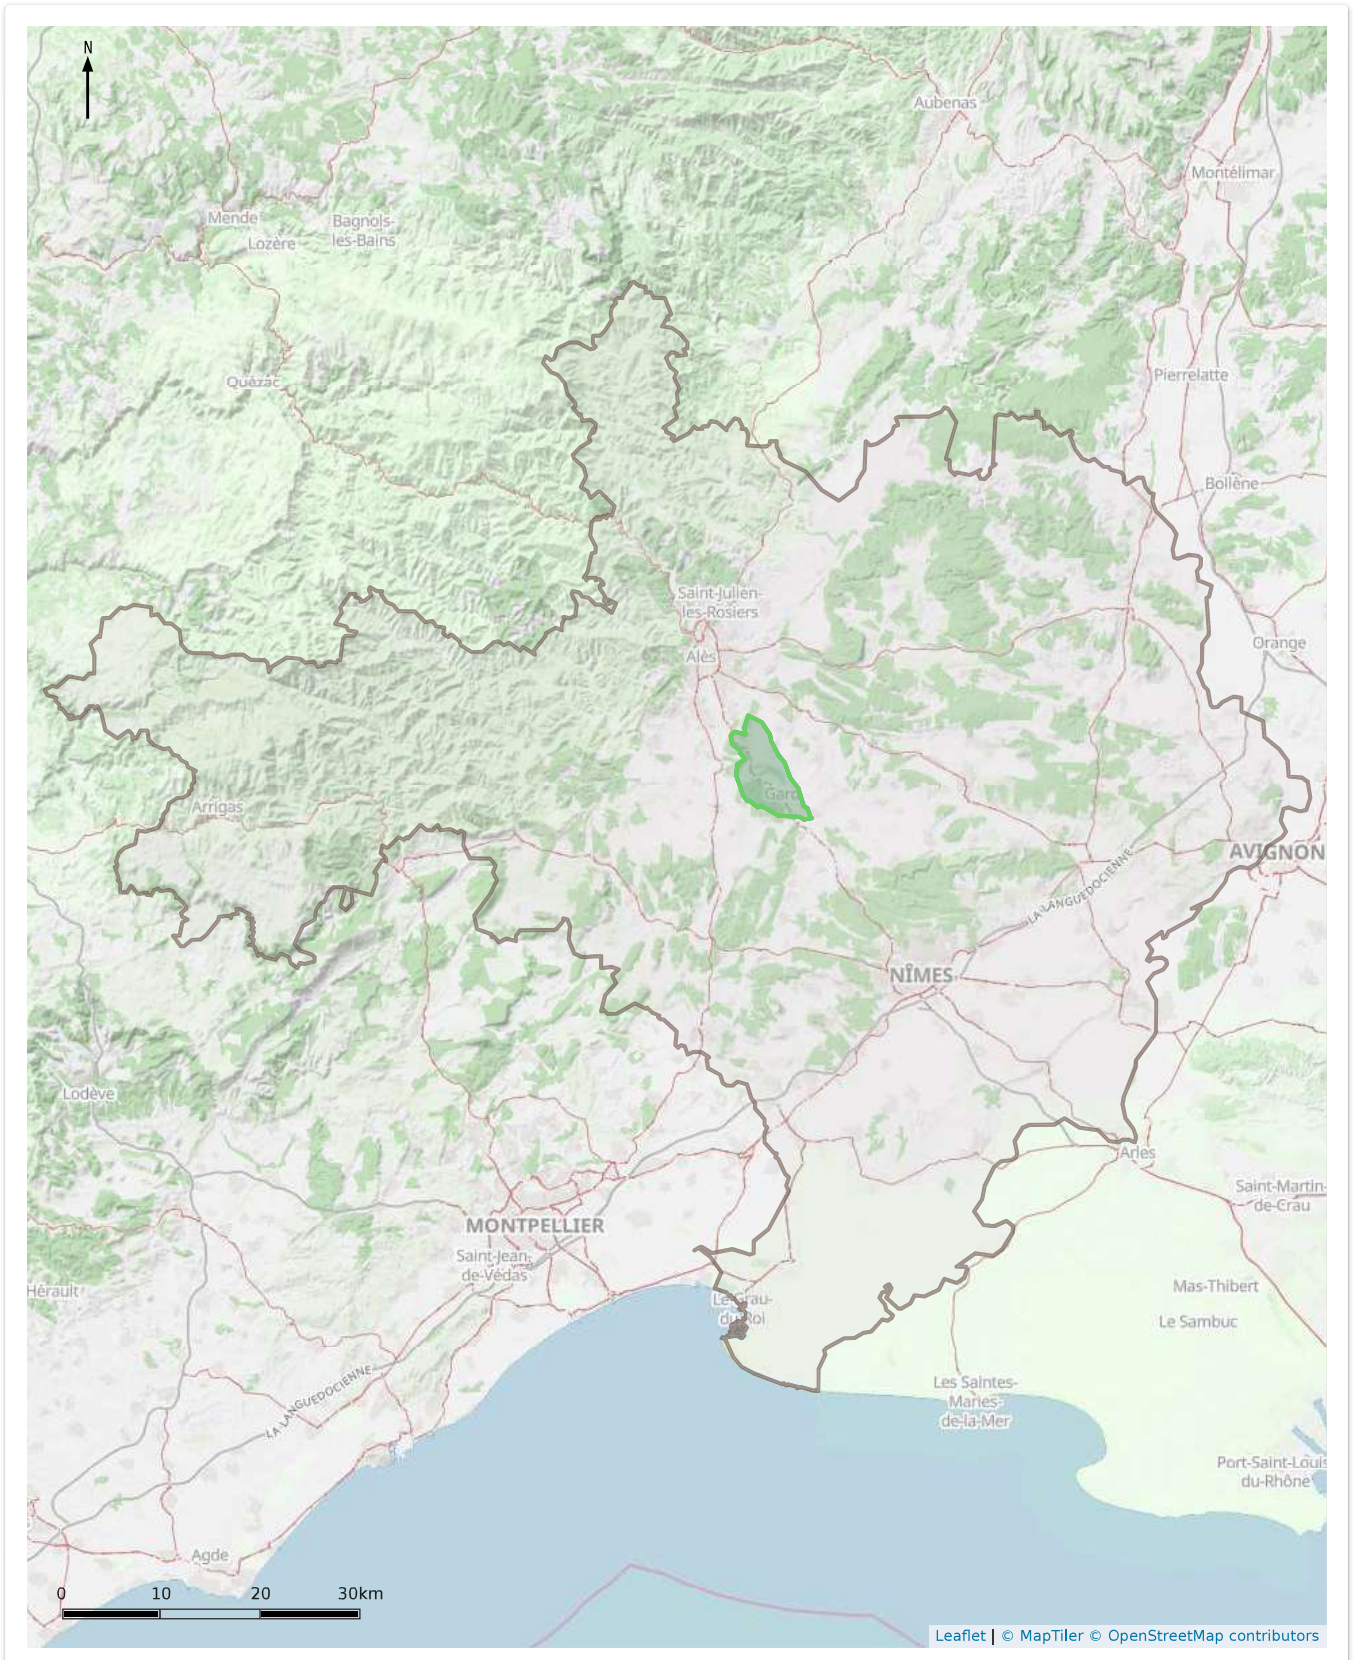 N
Aubenas
Montélimar
Mende
Bagnols-
les-Bains
Lozère
Quézac
Pierrelatte
Bollène
Saint-Julien-
les-Rosiers
Orange
Alès
Gard
Arrigas
AVIGNON
LA LANGUEDOCIENNE
NÎMES
Lodève
Arles
Saint-Martin-
de-Crau
MONTPELLIER
Saint-Jean-
de-Védas
Hérault
Mas-Thibert
Le Grau-
du-Roi
Le Sambuc
LA LANGUEDOCIENNE
Les Saintes-
Maries-
de-la-Mer
Port-Saint-Louis
du-Rhône
Agde
0 10 20 30km
Leaflet | © MapTiler © OpenStreetMap contributors